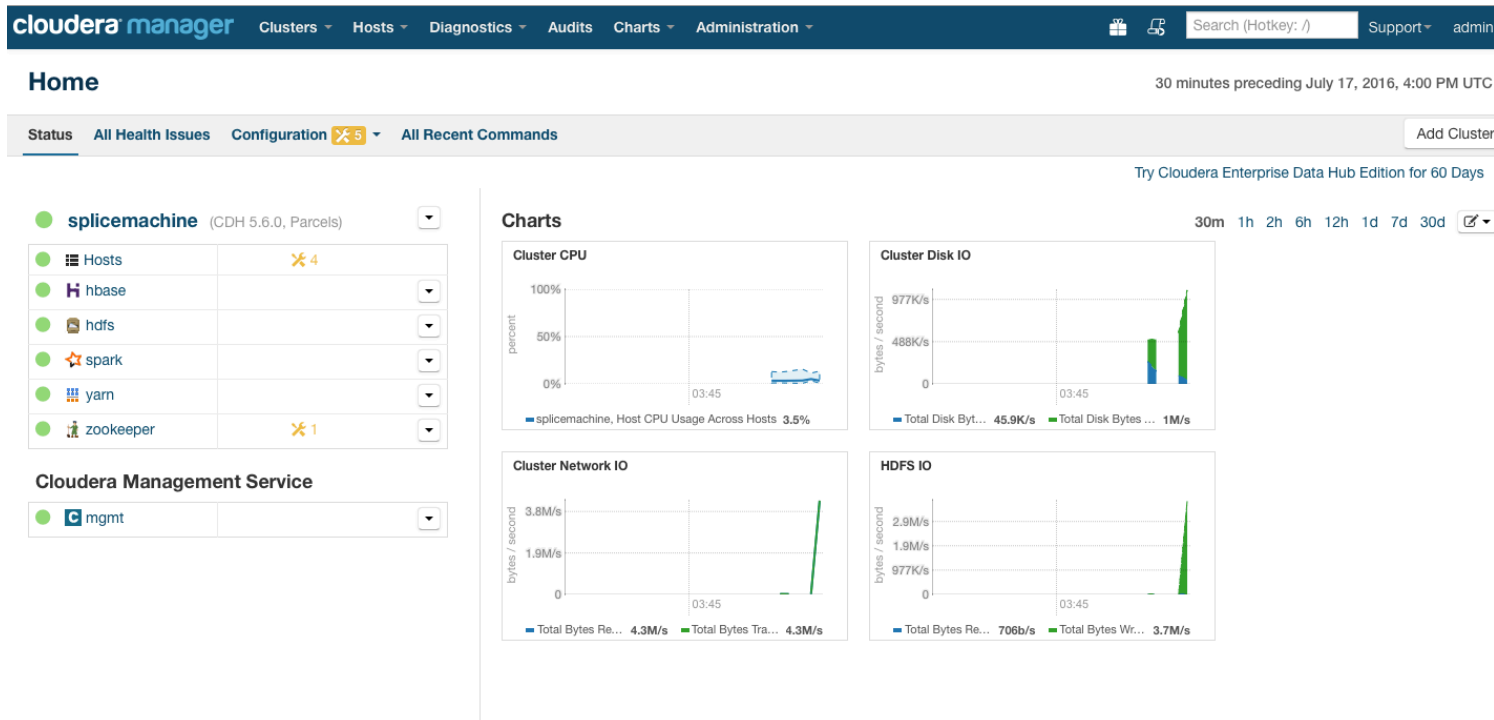 cloudera manager Clusters Hosts Diagnostics Audits Charts Administration Search (Hotkey: /) Support admin
Home
30 minutes preceding July 17, 2016, 4:00 PM UTC
Status All Health Issues Configuration 5 All Recent Commands Add Cluster
Try Cloudera Enterprise Data Hub Edition for 60 Days
splicemachine (CDH 5.6.0, Parcels)
Hosts 4
hbase
hdfs
spark
yarn
zookeeper 1
Cloudera Management Service
C mgmt
Charts 30m 1h 2h 6h 12h 1d 7d 30d
Cluster CPU
percent
100%
50%
0%
03:45
splicemachine, Host CPU Usage Across Hosts 3.5%
Cluster Disk IO
bytes / second
977K/s
488K/s
0
03:45
Total Disk Byt... 45.9K/s Total Disk Bytes ... 1M/s
Cluster Network IO
bytes / second
3.8M/s
1.9M/s
0
03:45
Total Bytes Re... 4.3M/s Total Bytes Tra... 4.3M/s
HDFS IO
bytes / second
2.9M/s
1.9M/s
977K/s
0
03:45
Total Bytes Re... 706b/s Total Bytes Wr... 3.7M/s